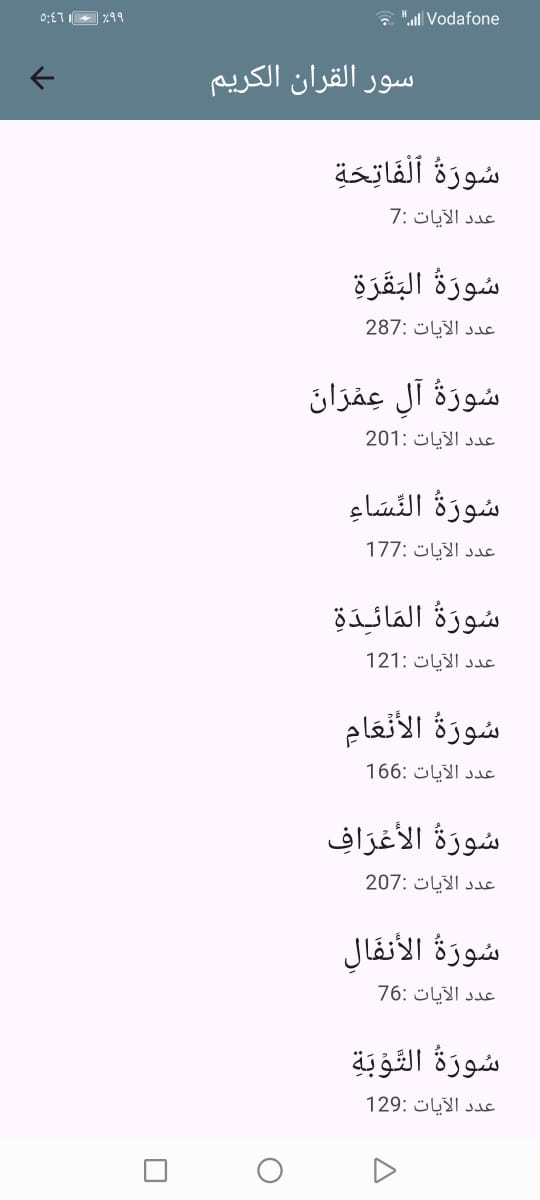 ٥:٤٦ ٪٩٩ H Vodafone
سور القران الكريم
سُورَةُ ٱلْفَاتِحَةِ
عدد الآيات :7
سُورَةُ البَقَرَةِ
عدد الآيات :287
سُورَةُ آلِ عِمۡرَانَ
عدد الآيات :201
سُورَةُ النِّسَاءِ
عدد الآيات :177
سُورَةُ المَائـِدَةِ
عدد الآيات :121
سُورَةُ الأَنۡعَامِ
عدد الآيات :166
سُورَةُ الأَعۡرَافِ
عدد الآيات :207
سُورَةُ الأَنفَالِ
عدد الآيات :76
سُورَةُ التَّوۡبَةِ
عدد الآيات :129